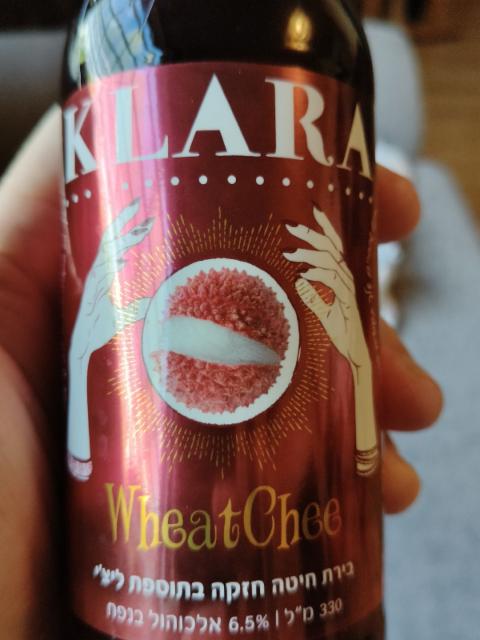 KLARA
WheatChee
בירת חיטה חזקה בתוספת ליצ'י
330 מ"ל | 6.5% אלכוהול בנפח